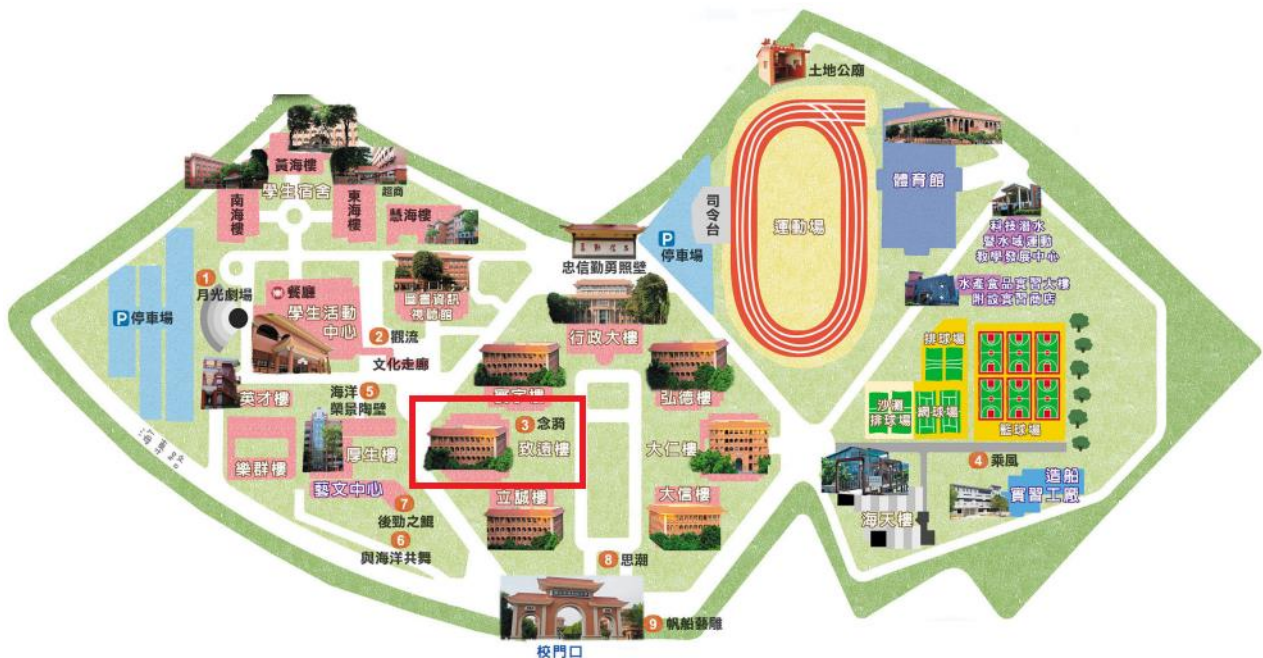 土地公廟
黃海樓
學生宿舍
超商
南海樓
東海樓
慧海樓
體育館
司令台
運動場
P
停車場
科技潛水
暨水域運動
教學發展中心
忠信勤勇照壁
1
月光劇場
餐廳
學生活動
中心
圖書資訊
視聽館
水產食品實習大樓
附設實習商店
P停車場
2 觀流
文化走廊
行政大樓
排球場
英才樓
海洋 5
榮景陶壁
弘德樓
沙灘
排球場
網球場
籃球場
3 念漪
致遠樓
大仁樓
樂群樓
厚生樓
4 乘風
藝文中心
立誠樓
大信樓
造船
實習工廠
7
後勁之鯤
海天樓
6
與海洋共舞
8 思潮
9 帆船藝雕
校門口